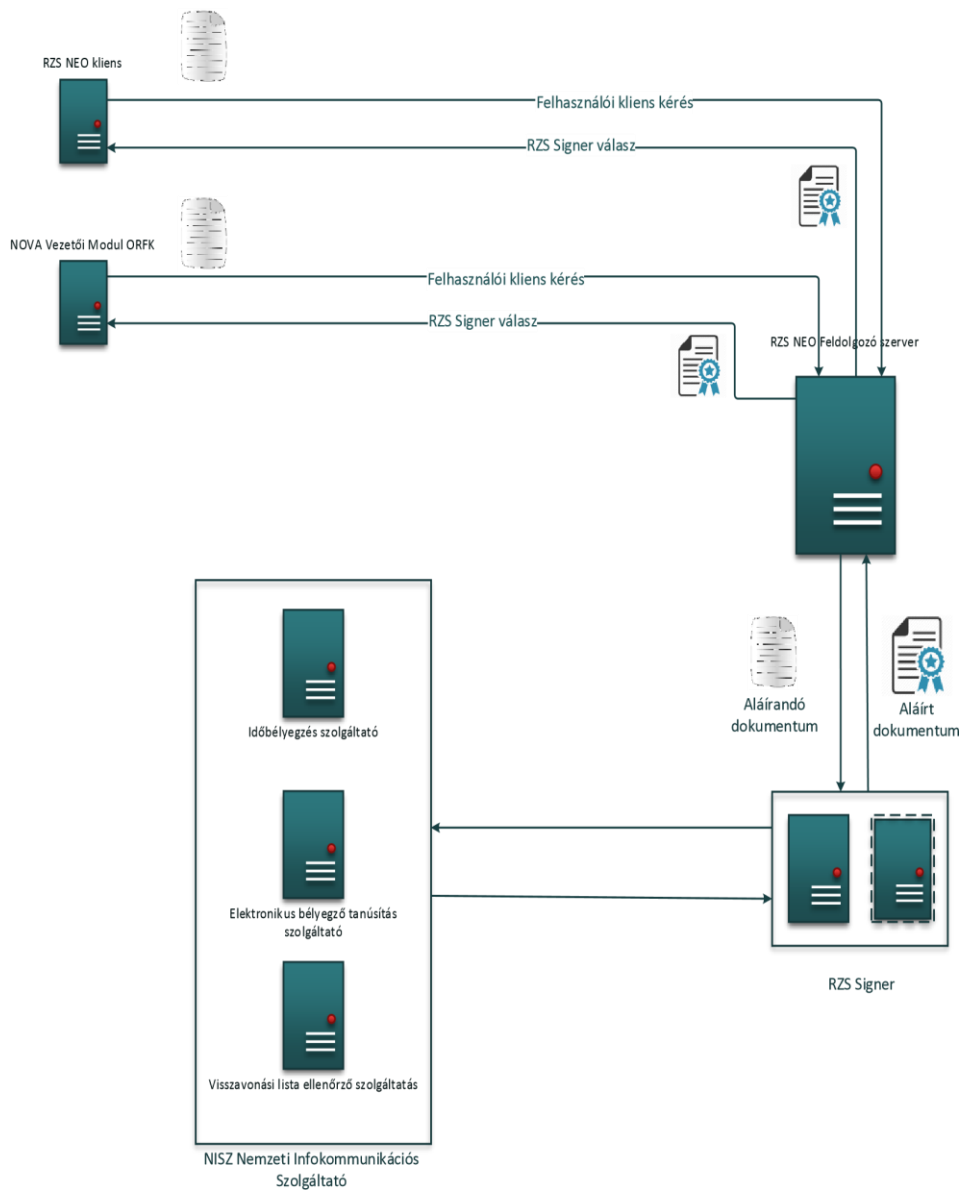 RZS NEO kliens
Felhasználói kliens kérés
RZS Signer válasz
NOVA Vezetői Modul ORFK
Felhasználói kliens kérés
RZS Signer válasz
RZS NEO Feldolgozó szerver
Aláírandó
dokumentum
Aláírt
dokumentum
Időbélyegzés szolgáltató
Elektronikus bélyegző tanúsítás
szolgáltató
RZS Signer
Visszavonási lista ellenőrző szolgáltatás
NISZ Nemzeti Infokommunikációs
Szolgáltató